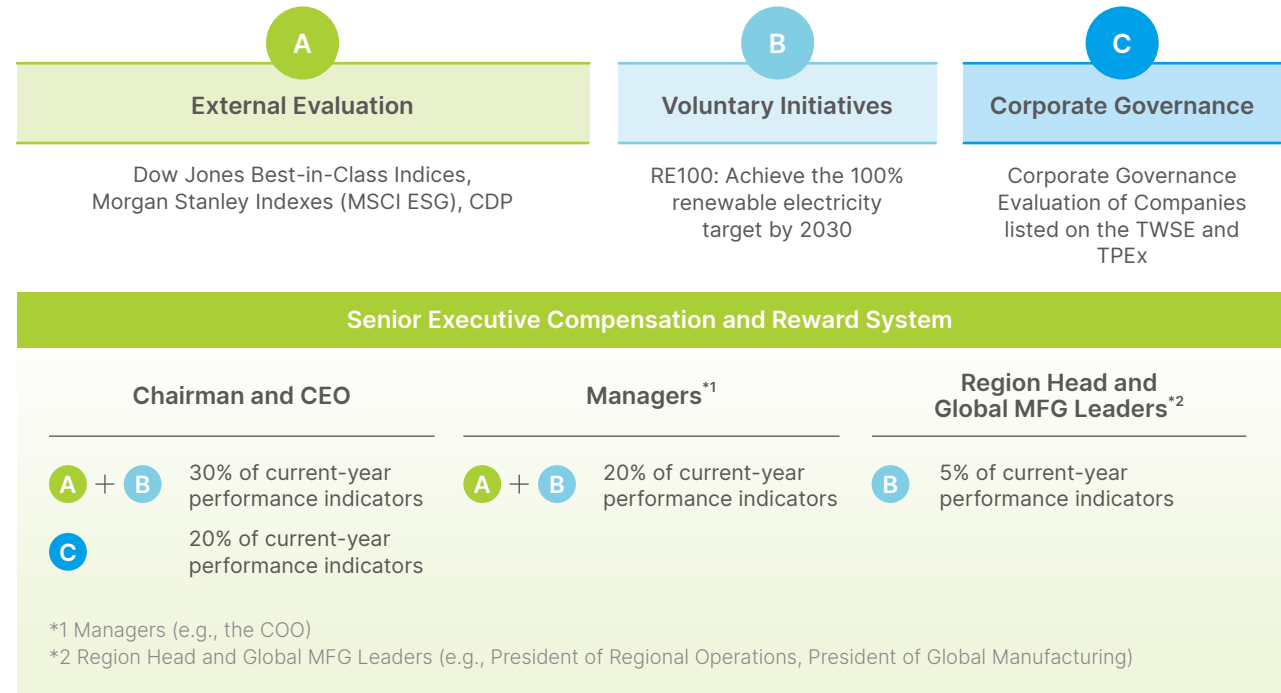 A
External Evaluation
Dow Jones Best-in-Class Indices,
Morgan Stanley Indexes (MSCI ESG), CDP
B
Voluntary Initiatives
RE100: Achieve the 100%
renewable electricity
target by 2030
C
Corporate Governance
Corporate Governance
Evaluation of Companies
listed on the TWSE and
TPEx
Senior Executive Compensation and Reward System
Chairman and CEO
A + B
30% of current-year
performance indicators
C
20% of current-year
performance indicators
Managers*1
A + B
20% of current-year
performance indicators
Region Head and
Global MFG Leaders*2
B
5% of current-year
performance indicators
*1 Managers (e.g., the COO)
*2 Region Head and Global MFG Leaders (e.g., President of Regional Operations, President of Global Manufacturing)